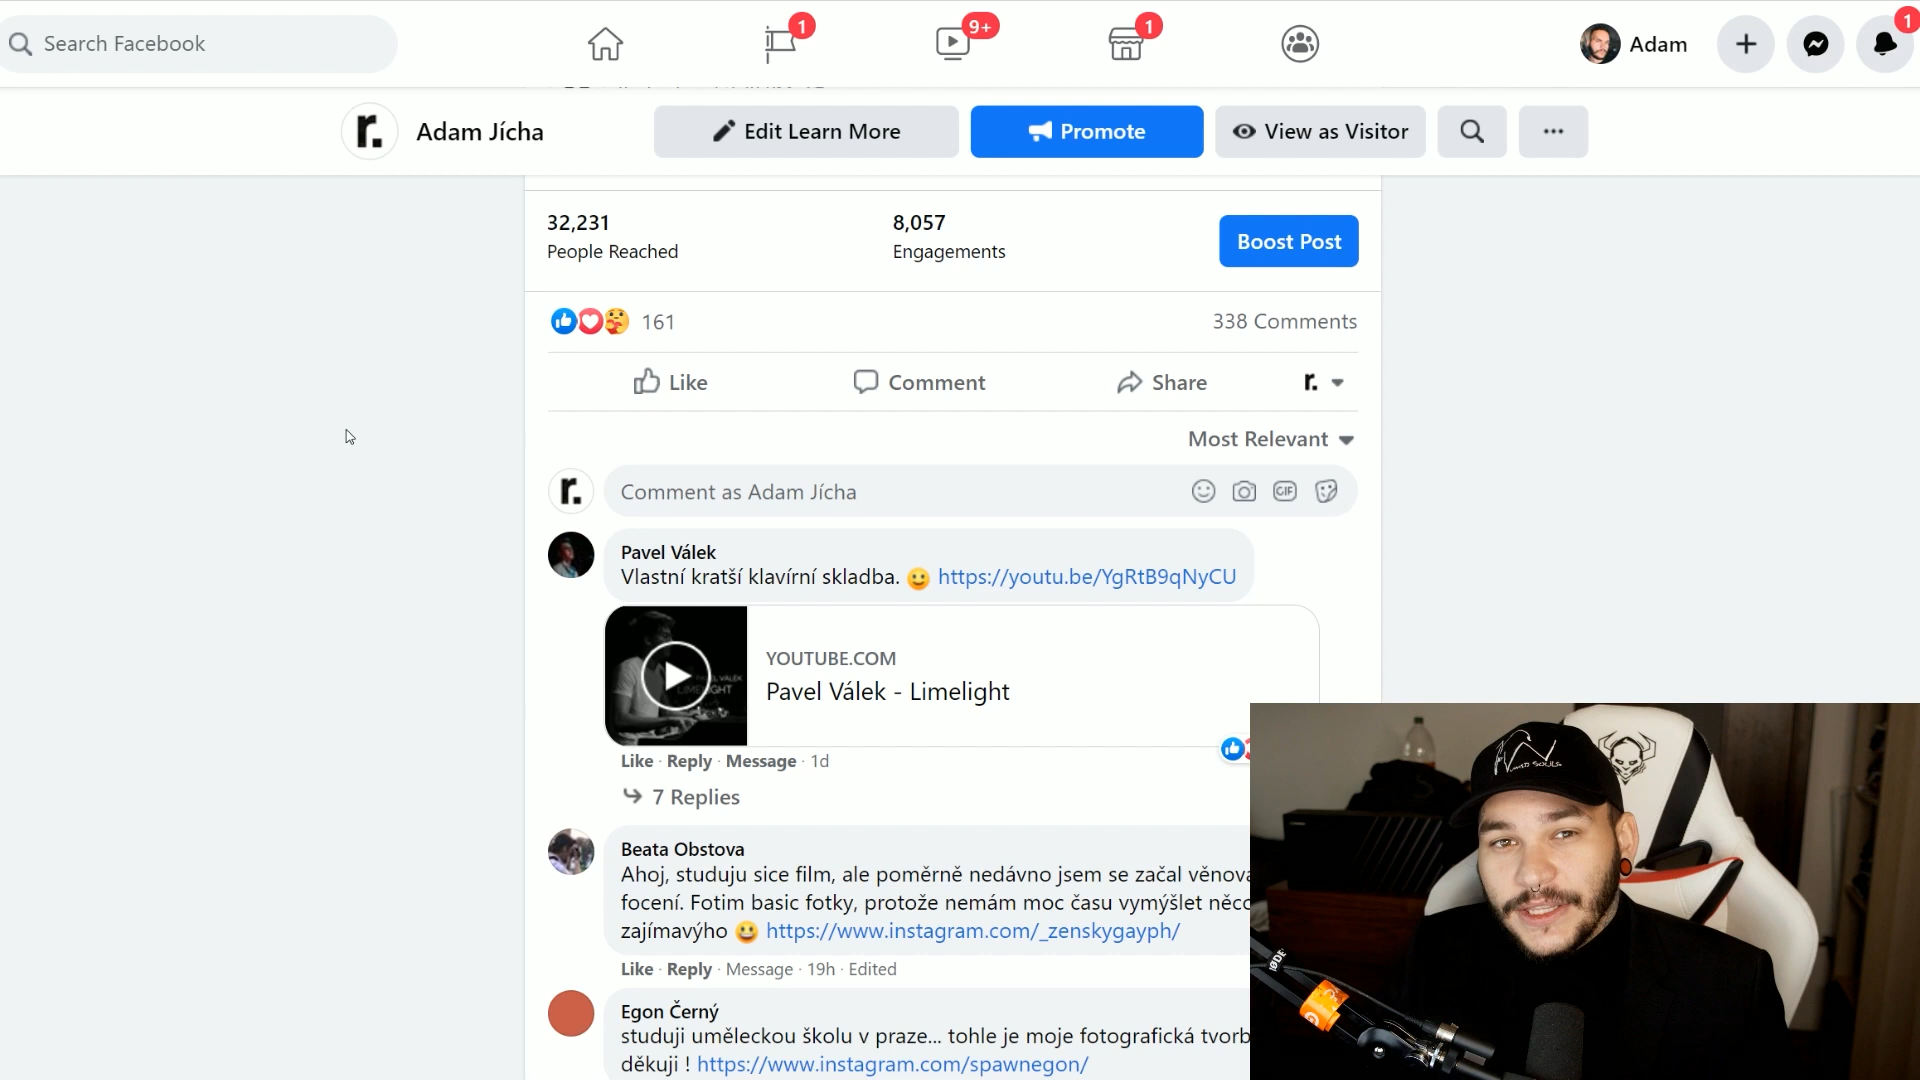 Search Facebook
1
9+
1
Adam
1
r. Adam Jícha
Edit Learn More
Promote
View as Visitor
32,231
People Reached
8,057
Engagements
Boost Post
161
338 Comments
Like
Comment
Share
r.
Most Relevant
r.
Comment as Adam Jícha
GIF
Pavel Válek
Vlastní kratší klavírní skladba. 😀 https://youtu.be/YgRtB9qNyCU
YOUTUBE.COM
Pavel Válek - Limelight
Like · Reply · Message · 1d
7 Replies
Beata Obstova
Ahoj, studuju sice film, ale poměrně nedávno jsem se začal věnova
focení. Fotim basic fotky, protože nemám moc času vymýšlet něco
zajímavýho 😀 https://www.instagram.com/_zenskygayph/
Like · Reply · Message · 19h · Edited
Egon Černý
studuji uměleckou školu v praze... tohle je moje fotografická tvorb
děkuji ! https://www.instagram.com/spawnegon/